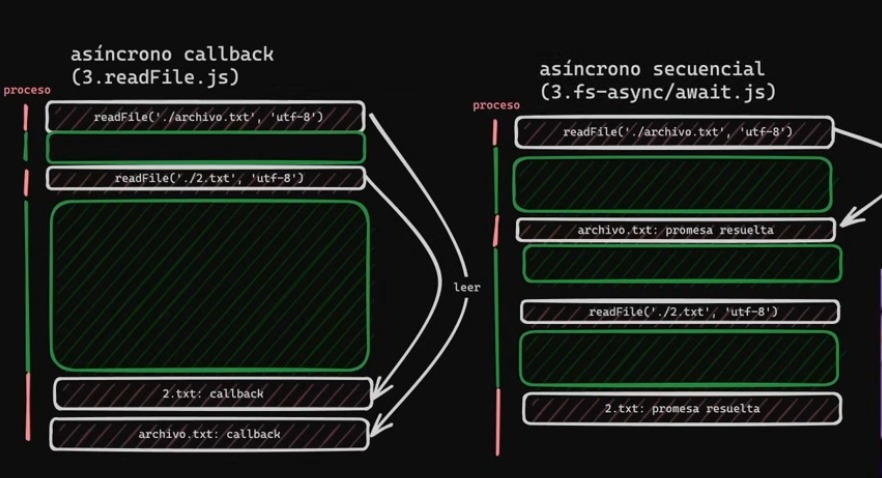 asíncrono callback
(3.readFile.js)
proceso
readFile('./archivo.txt', 'utf-8')
readFile('./2.txt', 'utf-8')
leer
2.txt: callback
archivo.txt: callback
asíncrono secuencial
(3.fs-async/await.js)
proceso
readFile('./archivo.txt', 'utf-8')
archivo.txt: promesa resuelta
readFile('./2.txt', 'utf-8')
2.txt: promesa resuelta